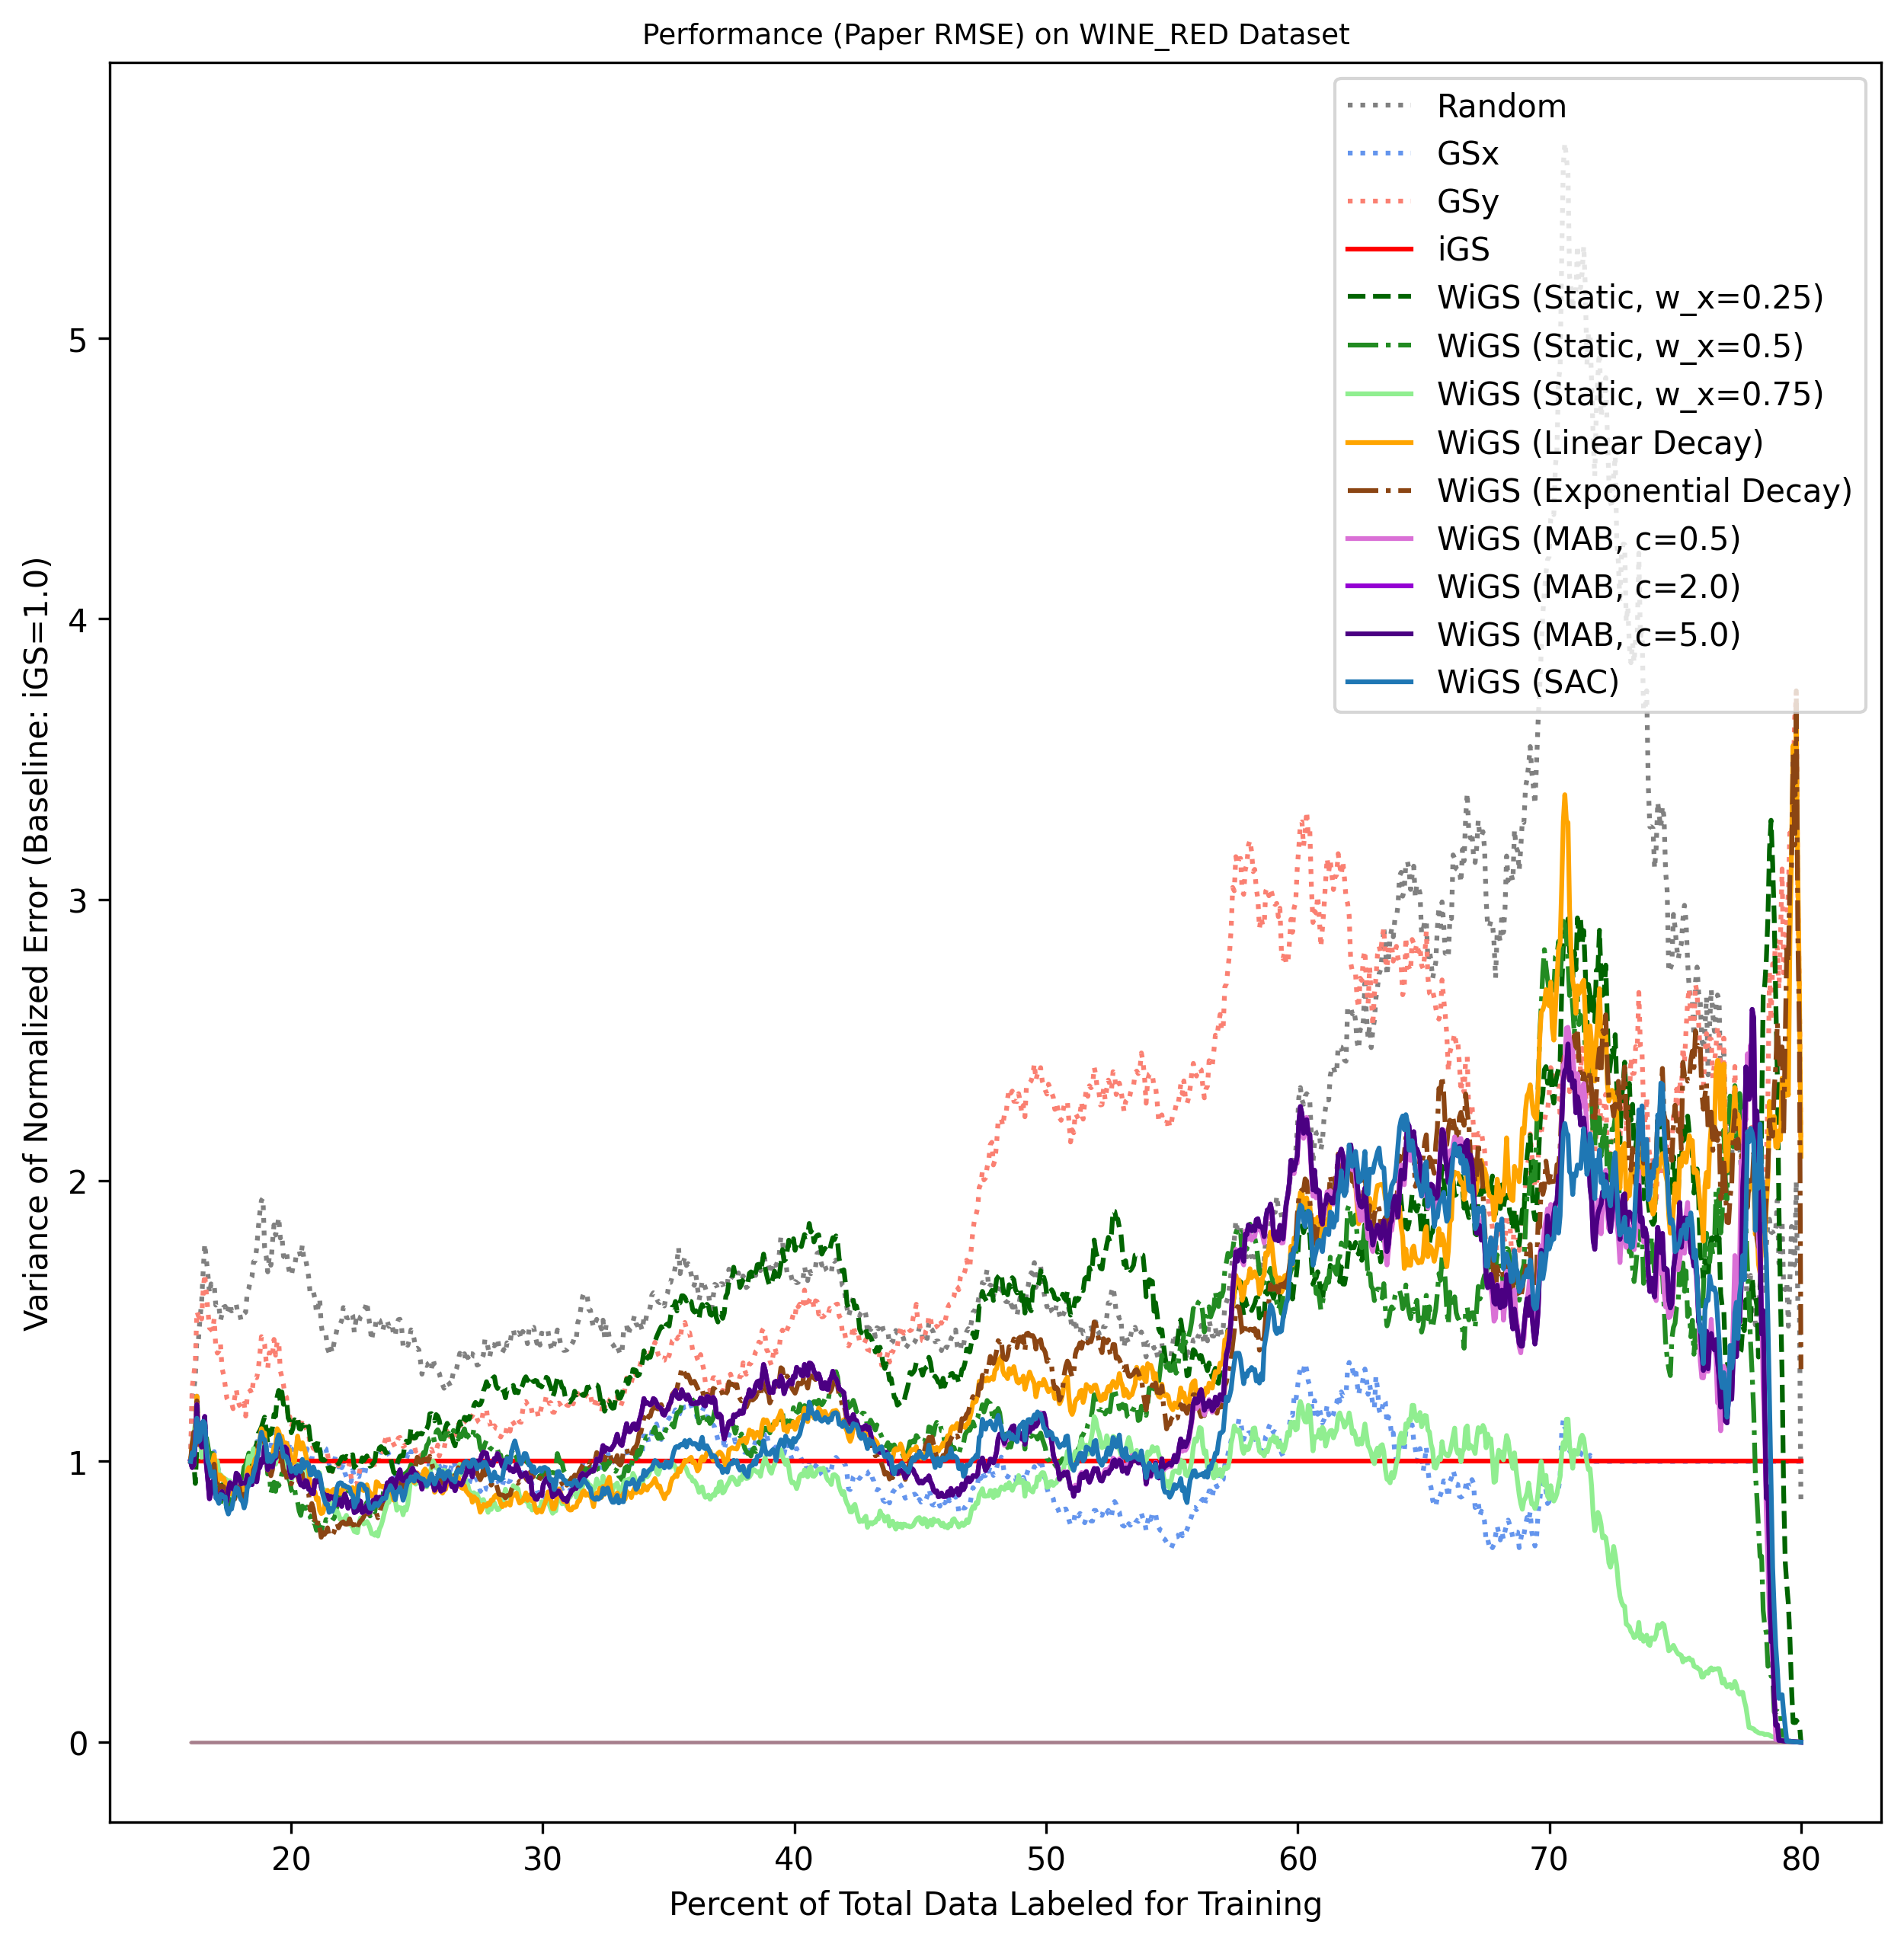 Performance (Paper RMSE) on WINE_RED Dataset
Variance of Normalized Error (Baseline: iGS=1.0)
5
4
3
2
1
0
Random
GSx
GSy
iGS
WiGS (Static, w_x=0.25)
WiGS (Static, w_x=0.5)
WiGS (Static, w_x=0.75)
WiGS (Linear Decay)
WiGS (Exponential Decay)
WiGS (MAB, c=0.5)
WiGS (MAB, c=2.0)
WiGS (MAB, c=5.0)
WiGS (SAC)
20 30 40 50 60 70 80
Percent of Total Data Labeled for Training